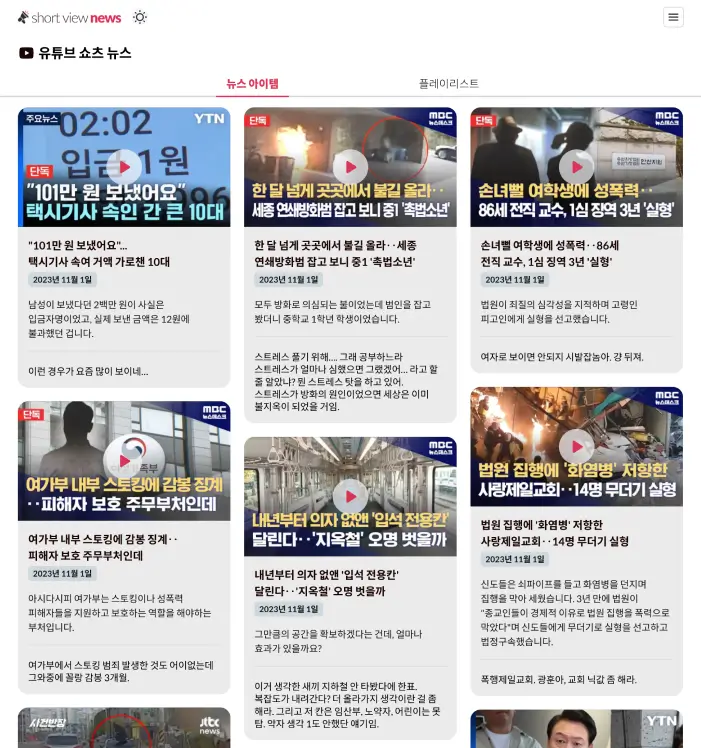 short view news
유튜브 쇼츠 뉴스
뉴스 아이템
플레이리스트
주요뉴스
YTN
02:02
입금 1원
단독
"101만 원 보냈어요"
택시기사 속인 간 큰 10대
"101만 원 보냈어요"...
택시기사 속여 거액 가로챈 10대
2023년 11월 1일
남성이 보냈다던 2백만 원이 사실은
입금자명이었고, 실제 보낸 금액은 12원에
불과했던 겁니다.
이런 경우가 요즘 많이 보이네...
단독
MBC
뉴스데스크
한 달 넘게 곳곳에서 불길 올라‥
세종 연쇄방화범 잡고 보니 중1 '촉법소년'
한 달 넘게 곳곳에서 불길 올라‥세종
연쇄방화범 잡고 보니 중1 '촉법소년'
2023년 11월 1일
모두 방화로 의심되는 불이었는데 범인을 잡고
봤더니 중학교 1학년 학생이었습니다.
스트레스 풀기 위해.... 그래 공부하느라
스트레스가 얼마나 심했으면 그랬겠어... 라고 할
줄 알았냐? 뭔 스트레스 탓을 하고 있어.
스트레스가 방화의 원인이었으면 세상은 이미
불지옥이 되었을 거임.
단독
MBC
뉴스데스크
손녀뻘 여학생에 성폭력‥
86세 전직 교수, 1심 징역 3년 '실형'
손녀뻘 여학생에 성폭력‥86세
전직 교수, 1심 징역 3년 '실형'
2023년 11월 1일
법원이 죄질의 심각성을 지적하며 고령인
피고인에게 실형을 선고했습니다.
여자로 보이면 안되지 시발잡놈아. 걍 뒤져.
단독
MBC
뉴스데스크
여가부 내부 스토킹에 감봉 징계
‥피해자 보호 주무부처인데
여가부 내부 스토킹에 감봉 징계‥
피해자 보호 주무부처인데
2023년 11월 1일
아시다시피 여가부는 스토킹이나 성폭력
피해자들을 지원하고 보호하는 역할을 해야하는
부처입니다.
여가부에서 스토킹 범죄 발생한 것도 어이없는데
그와중에 꼴랑 감봉 3개월.
MBC
뉴스데스크
내년부터 의자 없앤 '입석 전용칸'
달린다‥'지옥철' 오명 벗을까
내년부터 의자 없앤 '입석 전용칸'
달린다‥'지옥철' 오명 벗을까
2023년 11월 1일
그만큼의 공간을 확보하겠다는 건데, 얼마나
효과가 있을까요?
이거 생각한 새끼 지하철 안 타봤다에 한표.
복잡도가 내려간다? 더 올라가지 생각이란 걸 좀
해라. 그리고 저 칸은 임산부, 노약자, 어린이는 못
탐. 약자 생각 1도 안했단 얘기임.
MBC
뉴스데스크
법원 집행에 '화염병' 저항한
사랑제일교회‥14명 무더기 실형
법원 집행에 '화염병' 저항한
사랑제일교회‥14명 무더기 실형
2023년 11월 1일
신도들은 쇠파이프를 들고 화염병을 던지며
집행을 막아 세웠습니다. 3년 만에 법원이
"종교인들이 경제적 이유로 법원 집행을 폭력으로
막았다"며 신도들에게 무더기로 실형을 선고하고
법정구속했습니다.
폭행제일교회. 광훈아, 교회 닉값 좀 해라.
사건반장
jtbc
news
YTN